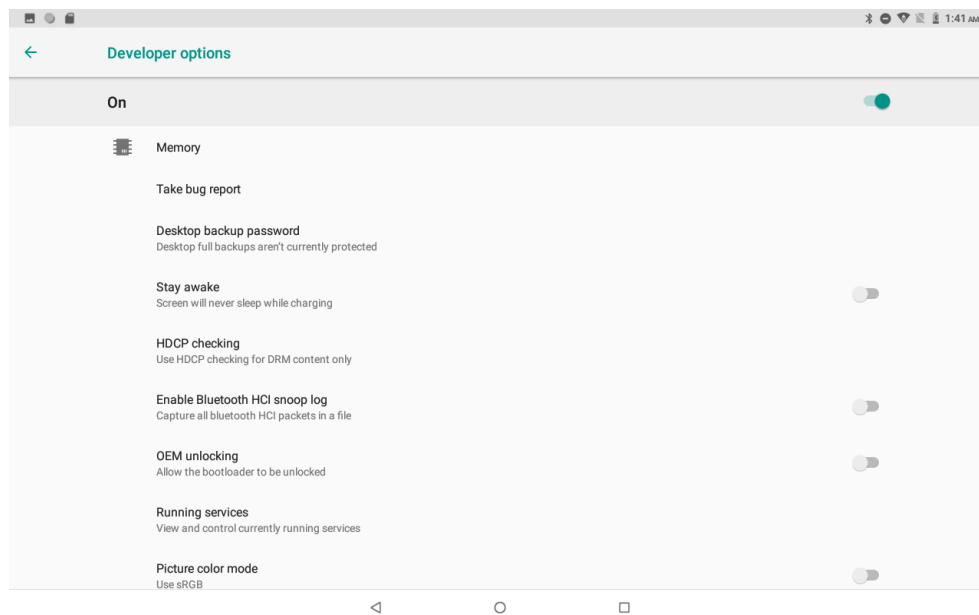 1:41 AM
Developer options
On
Memory
Take bug report
Desktop backup password
Desktop full backups aren't currently protected
Stay awake
Screen will never sleep while charging
HDCP checking
Use HDCP checking for DRM content only
Enable Bluetooth HCI snoop log
Capture all bluetooth HCI packets in a file
OEM unlocking
Allow the bootloader to be unlocked
Running services
View and control currently running services
Picture color mode
Use sRGB